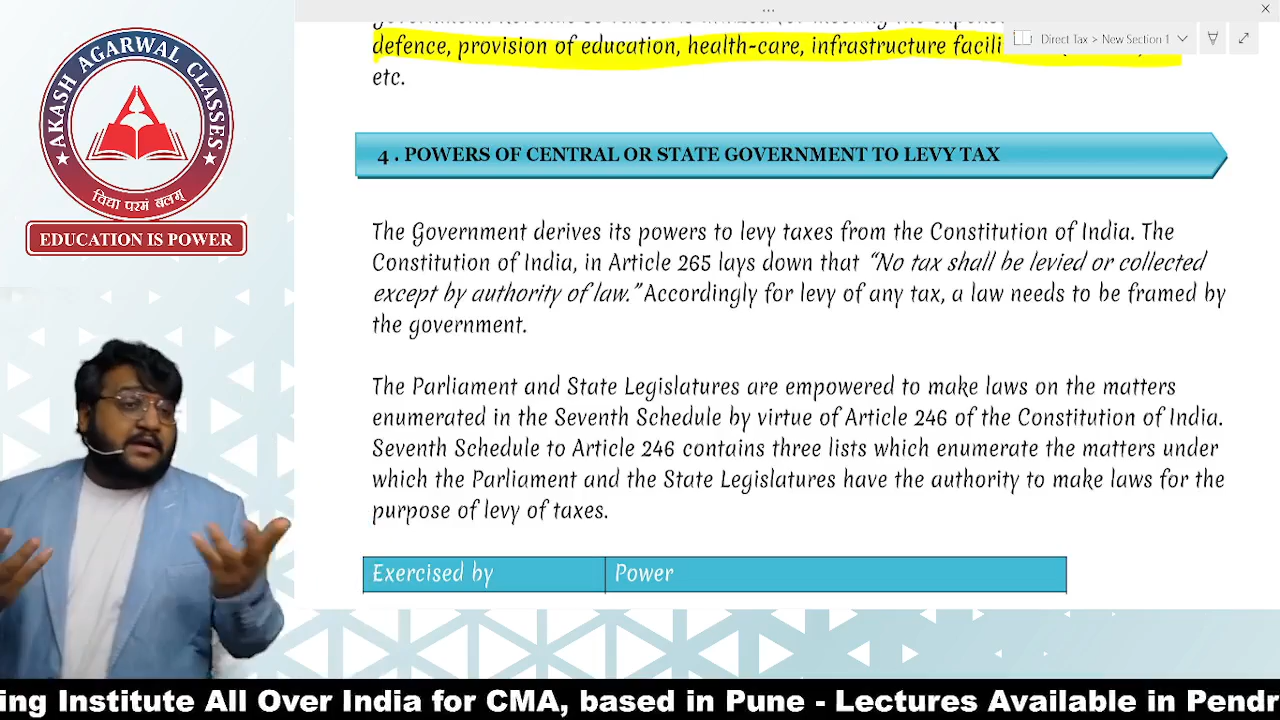 AKASH AGARWAL CLASSES
विद्या परमं बलम्
EDUCATION IS POWER
Direct Tax > New Section 1
defence, provision of education, health-care, infrastructure facili
etc.
4 . POWERS OF CENTRAL OR STATE GOVERNMENT TO LEVY TAX
The Government derives its powers to levy taxes from the Constitution of India. The
Constitution of India, in Article 265 lays down that “No tax shall be levied or collected
except by authority of law.” Accordingly for levy of any tax, a law needs to be framed by
the government.
The Parliament and State Legislatures are empowered to make laws on the matters
enumerated in the Seventh Schedule by virtue of Article 246 of the Constitution of India.
Seventh Schedule to Article 246 contains three lists which enumerate the matters under
which the Parliament and the State Legislatures have the authority to make laws for the
purpose of levy of taxes.
Exercised by Power
ing Institute All Over India for CMA, based in Pune - Lectures Available in Pendr